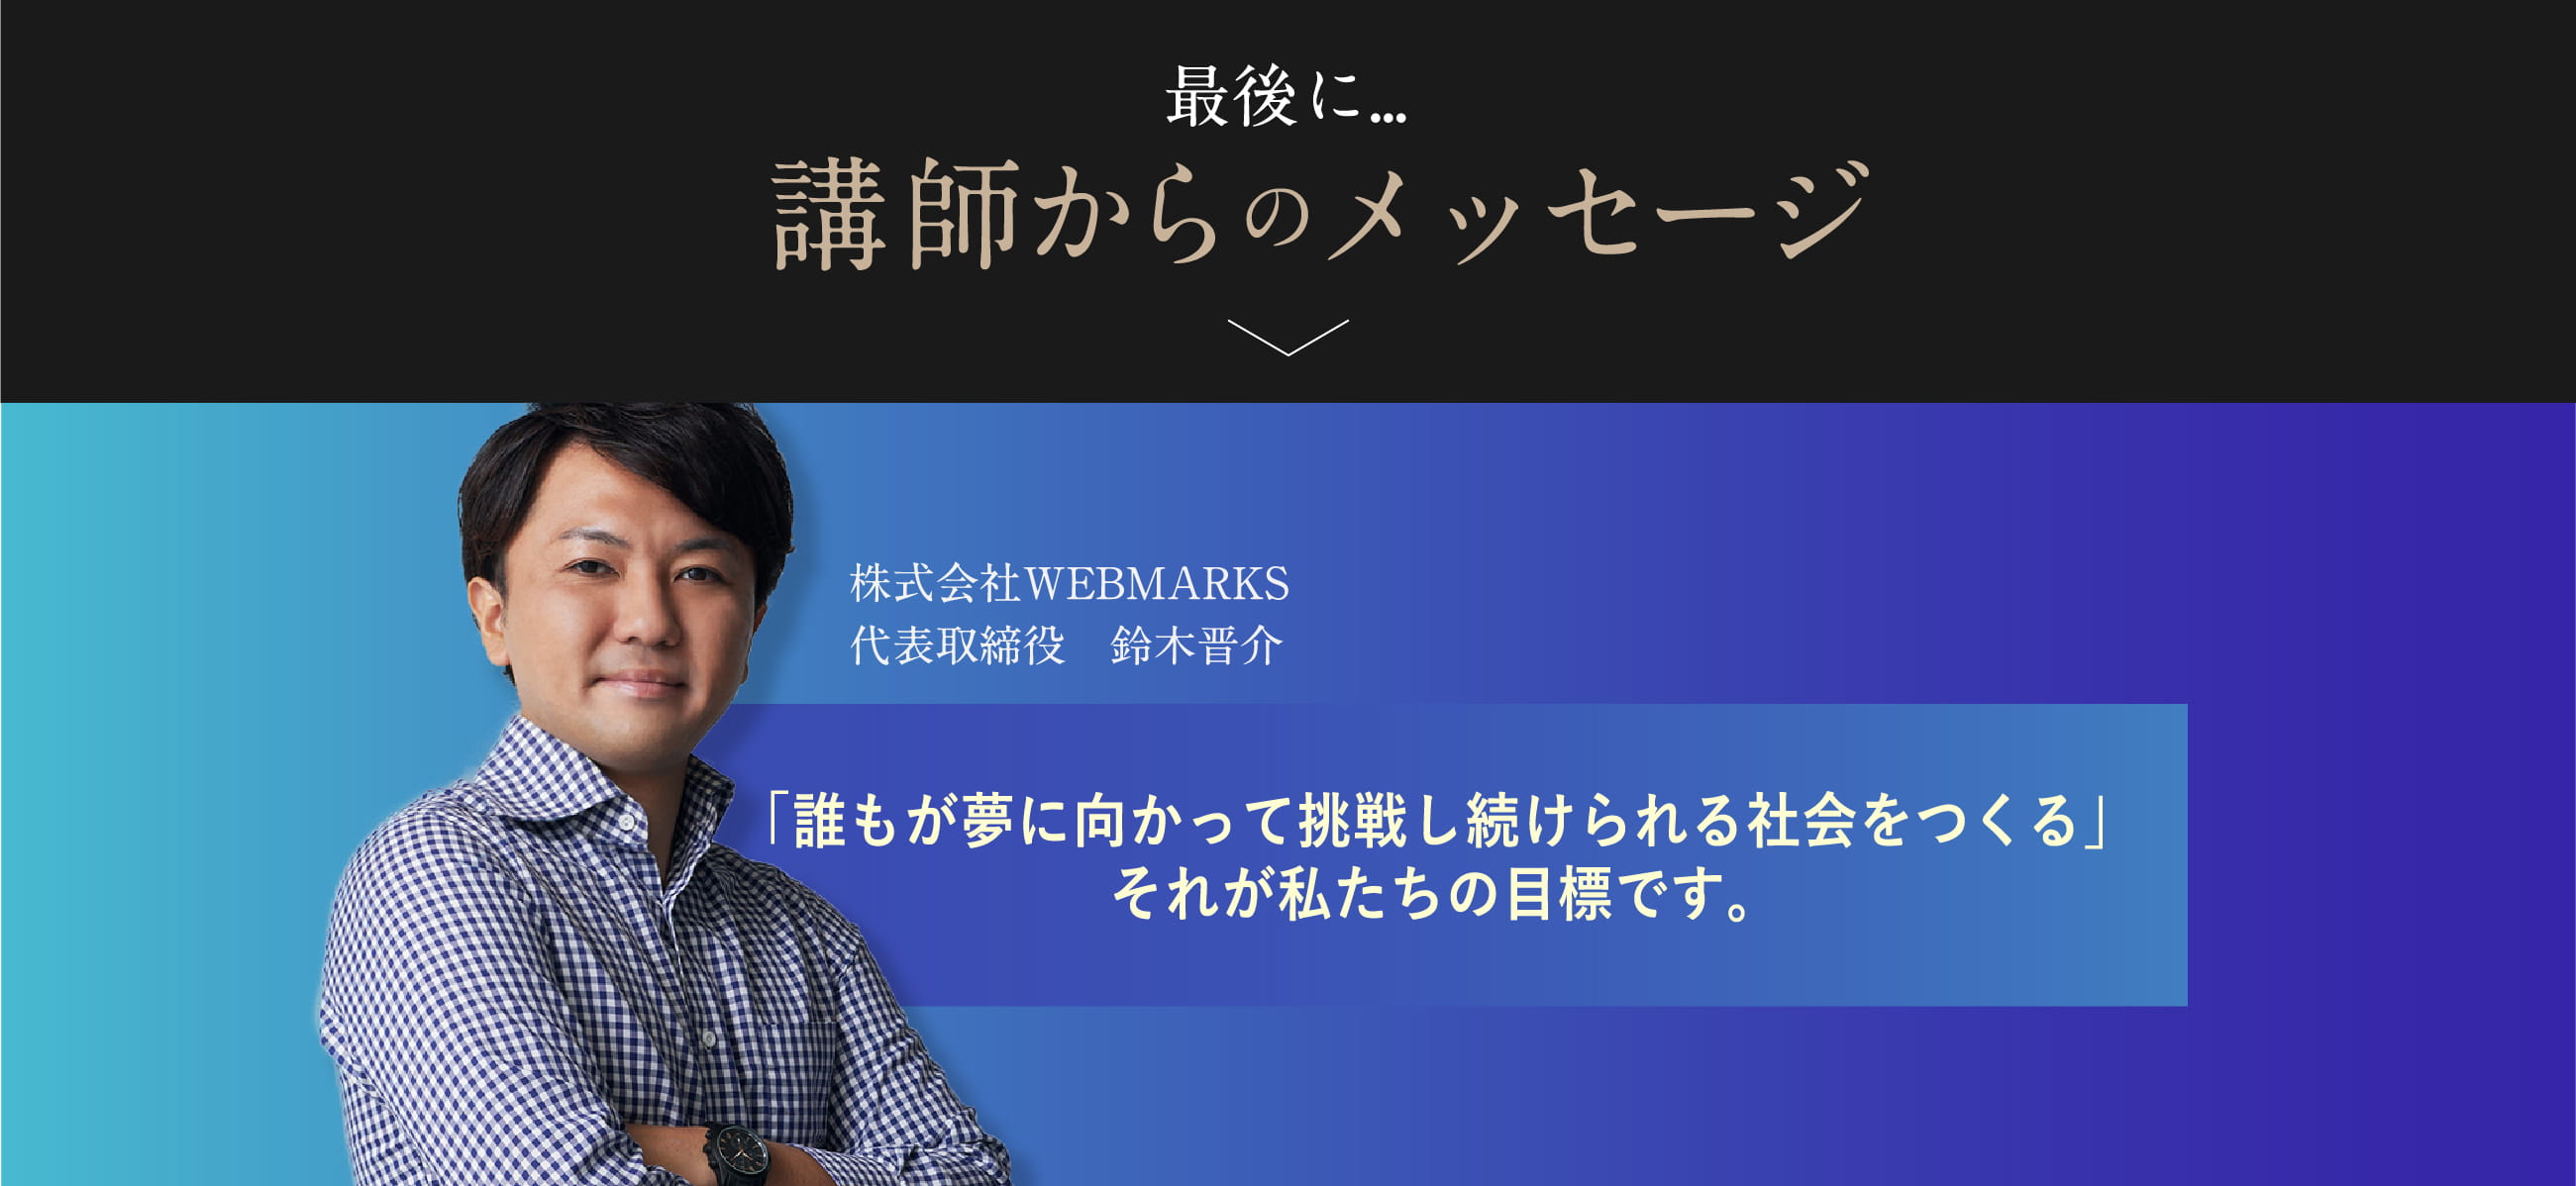 最後に...
講師からのメッセージ
株式会社WEBMARKS
代表取締役　鈴木晋介
「誰もが夢に向かって挑戦し続けられる社会をつくる」
それが私たちの目標です。